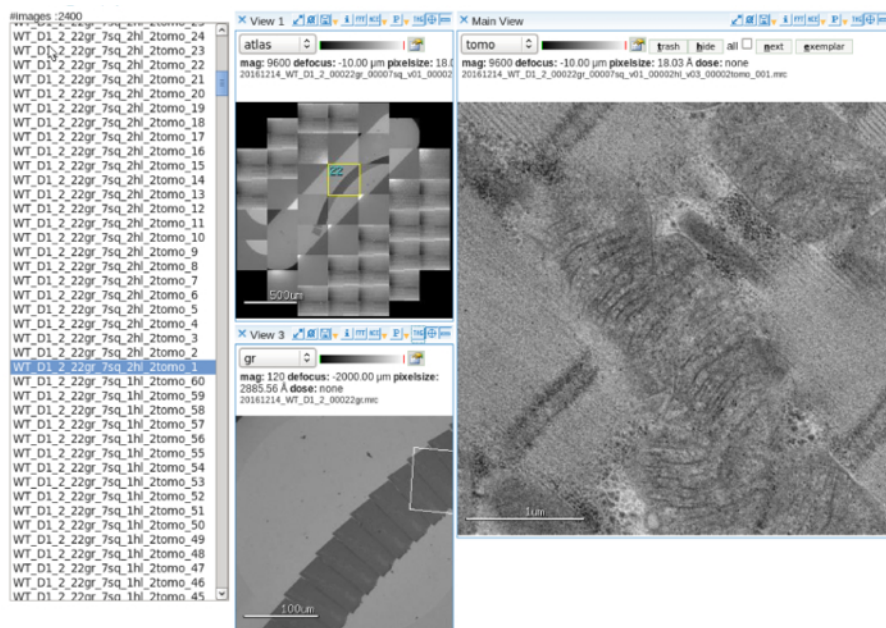 #images :2400
WT_D1_2_22gr_7sq_2hl_2tomo_25
WT_D1_2_22gr_7sq_2hl_2tomo_24
WT_D1_2_22gr_7sq_2hl_2tomo_23
WT_D1_2_22gr_7sq_2hl_2tomo_22
WT_D1_2_22gr_7sq_2hl_2tomo_21
WT_D1_2_22gr_7sq_2hl_2tomo_20
WT_D1_2_22gr_7sq_2hl_2tomo_19
WT_D1_2_22gr_7sq_2hl_2tomo_18
WT_D1_2_22gr_7sq_2hl_2tomo_17
WT_D1_2_22gr_7sq_2hl_2tomo_16
WT_D1_2_22gr_7sq_2hl_2tomo_15
WT_D1_2_22gr_7sq_2hl_2tomo_14
WT_D1_2_22gr_7sq_2hl_2tomo_13
WT_D1_2_22gr_7sq_2hl_2tomo_12
WT_D1_2_22gr_7sq_2hl_2tomo_11
WT_D1_2_22gr_7sq_2hl_2tomo_10
WT_D1_2_22gr_7sq_2hl_2tomo_9
WT_D1_2_22gr_7sq_2hl_2tomo_8
WT_D1_2_22gr_7sq_2hl_2tomo_7
WT_D1_2_22gr_7sq_2hl_2tomo_6
WT_D1_2_22gr_7sq_2hl_2tomo_5
WT_D1_2_22gr_7sq_2hl_2tomo_4
WT_D1_2_22gr_7sq_2hl_2tomo_3
WT_D1_2_22gr_7sq_2hl_2tomo_2
WT_D1_2_22gr_7sq_2hl_2tomo_1
WT_D1_2_22gr_7sq_1hl_2tomo_60
WT_D1_2_22gr_7sq_1hl_2tomo_59
WT_D1_2_22gr_7sq_1hl_2tomo_58
WT_D1_2_22gr_7sq_1hl_2tomo_57
WT_D1_2_22gr_7sq_1hl_2tomo_56
WT_D1_2_22gr_7sq_1hl_2tomo_55
WT_D1_2_22gr_7sq_1hl_2tomo_54
WT_D1_2_22gr_7sq_1hl_2tomo_53
WT_D1_2_22gr_7sq_1hl_2tomo_52
WT_D1_2_22gr_7sq_1hl_2tomo_51
WT_D1_2_22gr_7sq_1hl_2tomo_50
WT_D1_2_22gr_7sq_1hl_2tomo_49
WT_D1_2_22gr_7sq_1hl_2tomo_48
WT_D1_2_22gr_7sq_1hl_2tomo_47
WT_D1_2_22gr_7sq_1hl_2tomo_46
WT_D1_2_22gr_7sq_1hl_2tomo_45
View 1
atlas
mag: 9600 defocus: -10.00 µm pixelsize: 18.0
20161214_WT_D1_2_00022gr_00007sq_v01_00002
22
500um
View 3
gr
mag: 120 defocus: -2000.00 µm pixelsize:
2885.56 Å dose: none
20161214_WT_D1_2_00022gr.mrc
100um
Main View
tomo trash hide all next exemplar
mag: 9600 defocus: -10.00 µm pixelsize: 18.03 Å dose: none
20161214_WT_D1_2_00022gr_00007sq_v01_00002hl_v03_00002tomo_001.mrc
1um